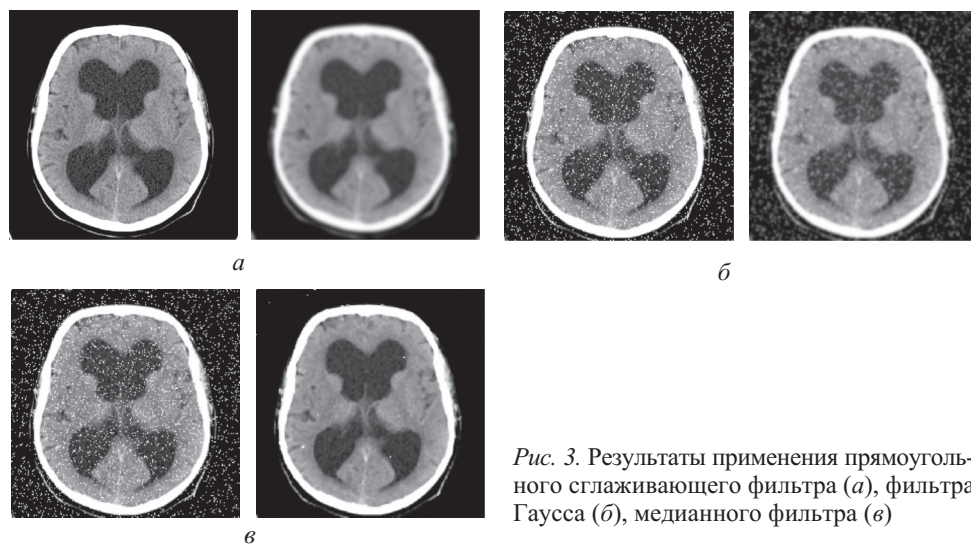 а
б
Рис. 3. Результаты применения прямоуголь-
ного сглаживающего фильтра (а), фильтра
Гаусса (б), медианного фильтра (в)
в